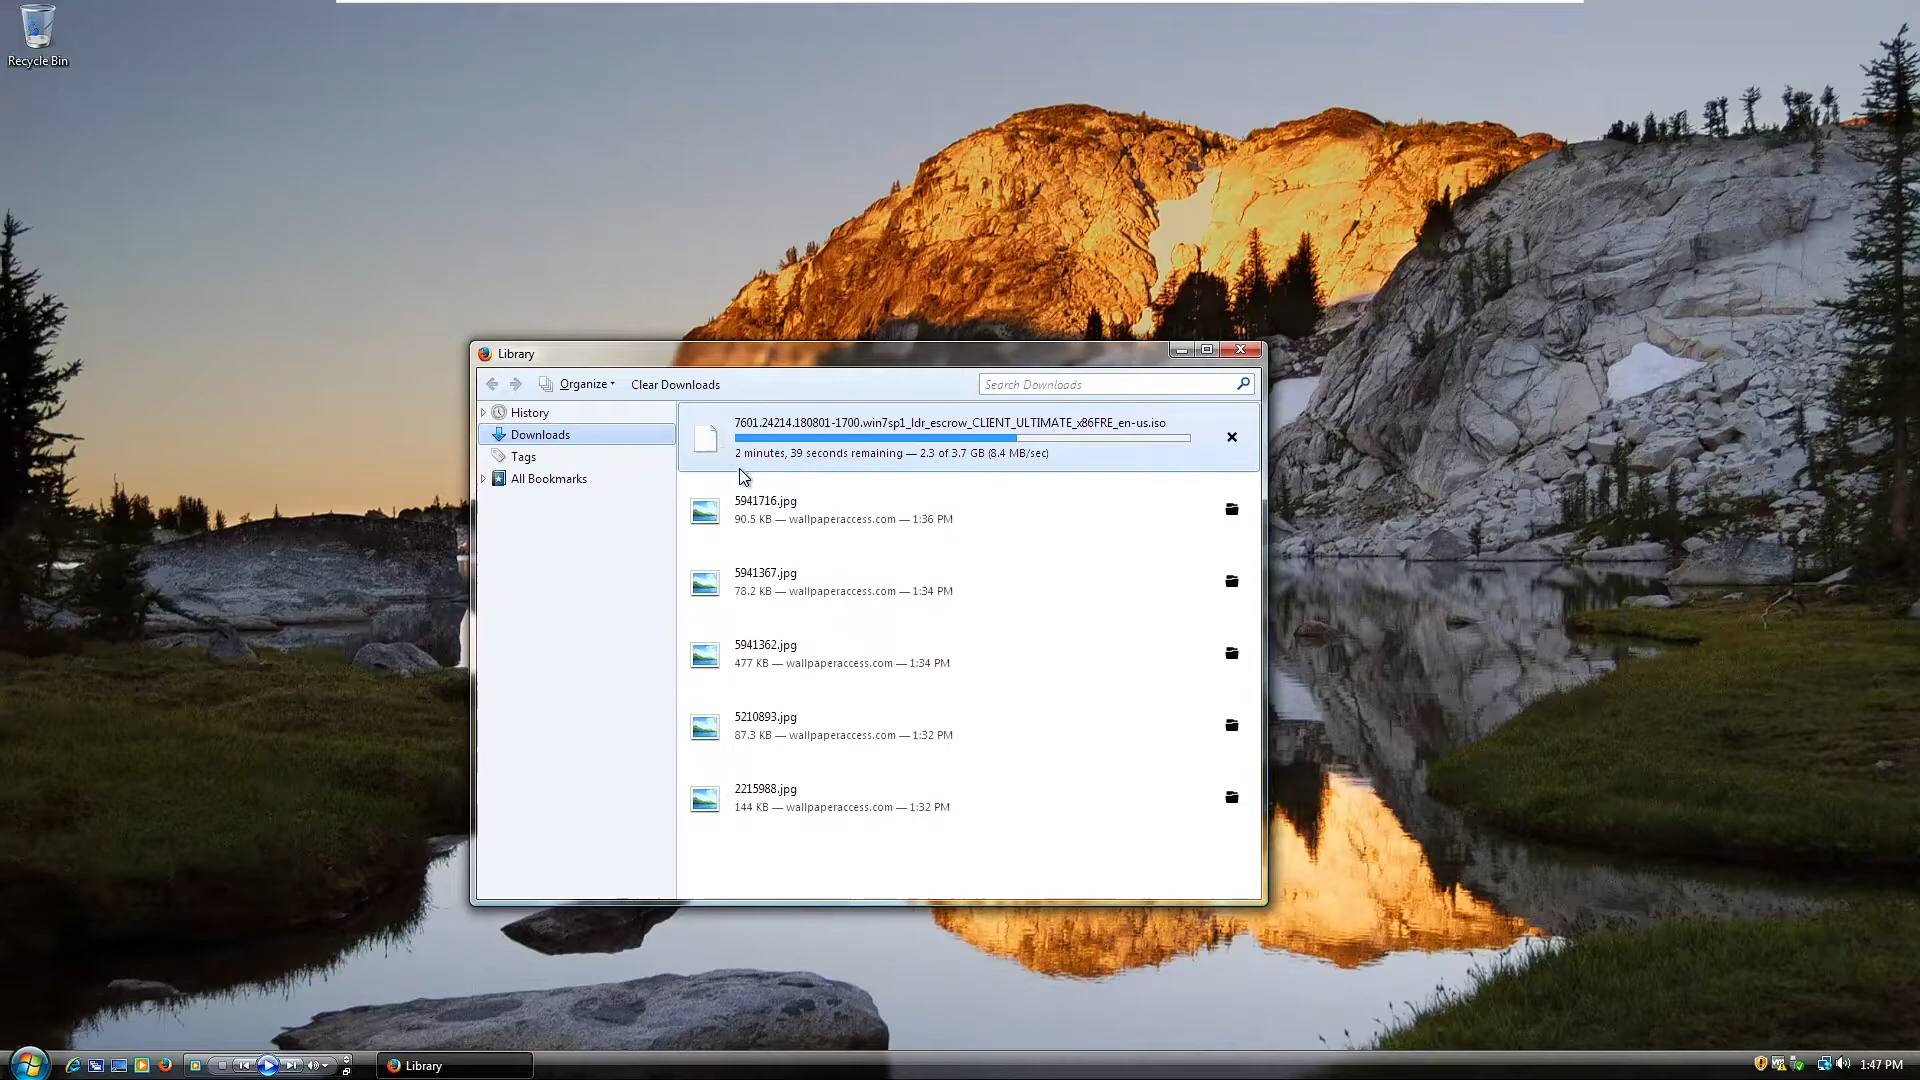 Recycle Bin
Library
Organize
Clear Downloads
Search Downloads
History
Downloads
Tags
All Bookmarks
7601.24214.180801-1700.win7sp1_ldr_escrow_CLIENT_ULTIMATE_x86FRE_en-us.iso
2 minutes, 39 seconds remaining — 2.3 of 3.7 GB (8.4 MB/sec)
5941716.jpg
90.5 KB — wallpaperaccess.com — 1:36 PM
5941367.jpg
78.2 KB — wallpaperaccess.com — 1:34 PM
5941362.jpg
477 KB — wallpaperaccess.com — 1:34 PM
5210893.jpg
87.3 KB — wallpaperaccess.com — 1:32 PM
2215988.jpg
144 KB — wallpaperaccess.com — 1:32 PM
Library
1:47 PM